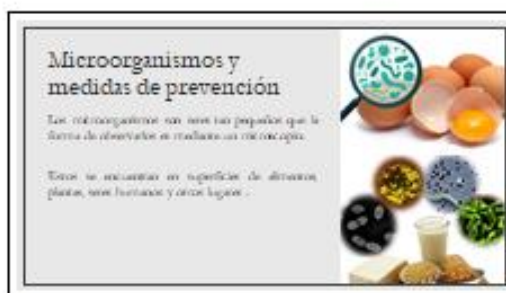 Microorganismos y
medidas de prevención
Los microorganismos son seres tan pequeños que la
forma de observarlos es mediante un microscopio.
Estos se encuentran en superficies de alimentos,
plantas, seres humanos y otros lugares .